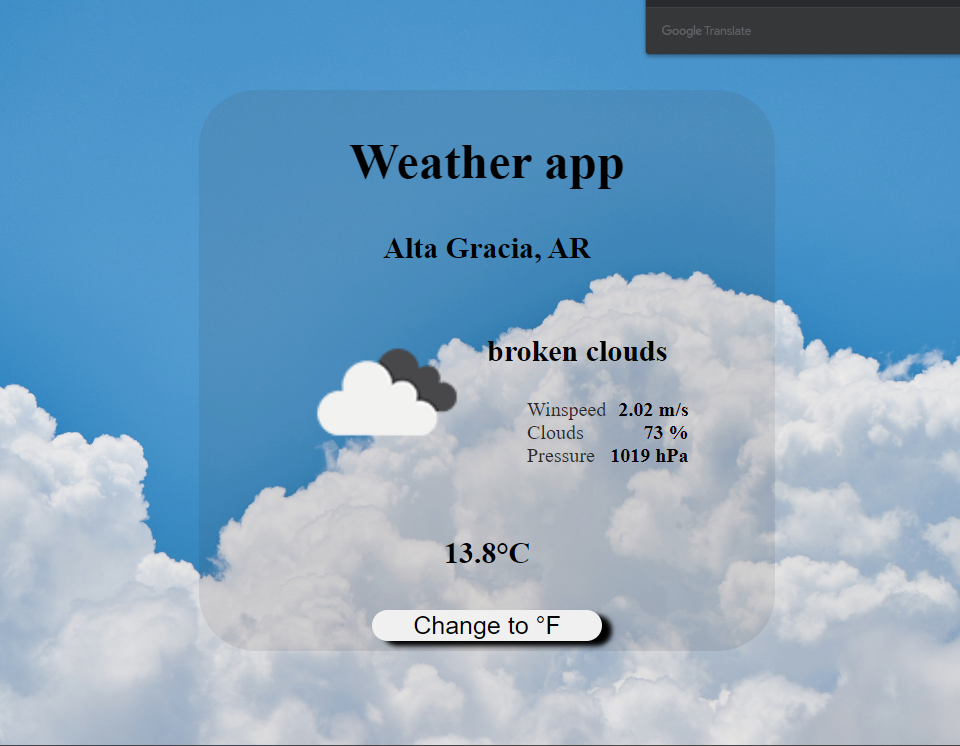 Google Translate
Weather app
Alta Gracia, AR
broken clouds
Winspeed 2.02 m/s
Clouds 73 %
Pressure 1019 hPa
13.8°C
Change to °F